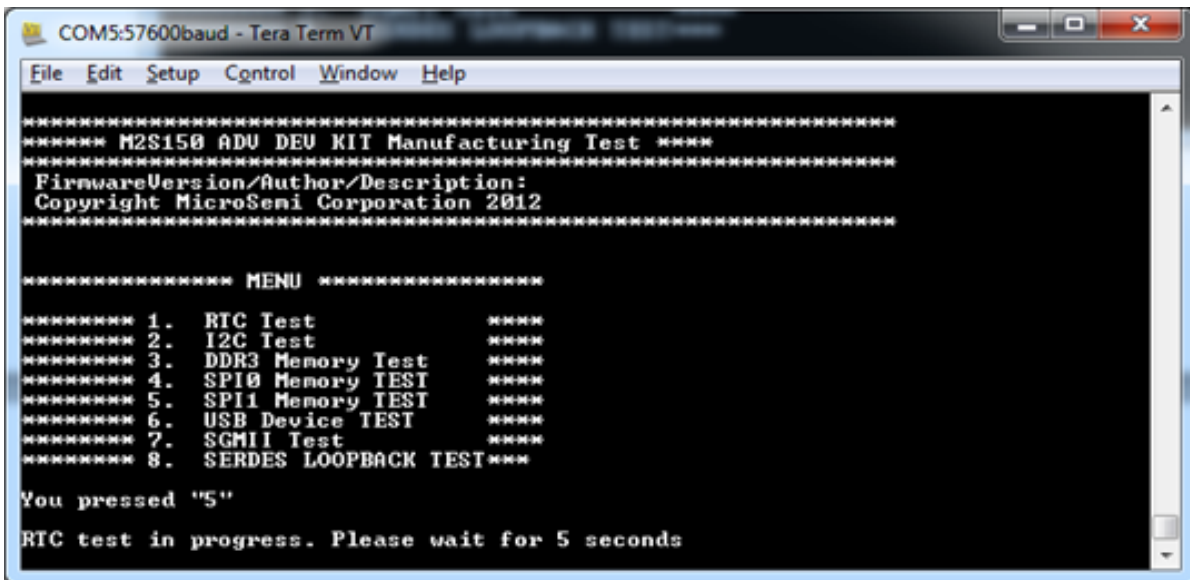 COM5:57600baud - Tera Term VT
File Edit Setup Control Window Help
**************************************************************
****** M2S150 ADV DEV KIT Manufacturing Test ****
**************************************************************
FirmwareVersion/Author/Description:
Copyright MicroSemi Corporation 2012
**************************************************************
*************** MENU ****************
******** 1. RTC Test ****
******** 2. I2C Test ****
******** 3. DDR3 Memory Test ****
******** 4. SPI0 Memory TEST ****
******** 5. SPI1 Memory TEST ****
******** 6. USB Device TEST ****
******** 7. SGMII Test ****
******** 8. SERDES LOOPBACK TEST***
You pressed "5"
RTC test in progress. Please wait for 5 seconds